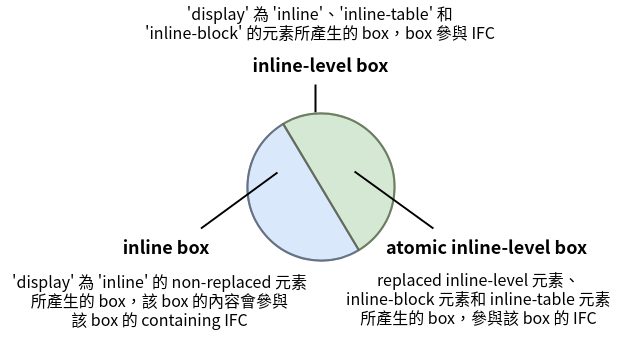 'display' 為 'inline'、'inline-table' 和
'inline-block' 的元素所產生的 box，box 參與 IFC
inline-level box
inline box
'display' 為 'inline' 的 non-replaced 元素
所產生的 box，該 box 的內容會參與
該 box 的 containing IFC
atomic inline-level box
replaced inline-level 元素、
inline-block 元素和 inline-table 元素
所產生的 box，參與該 box 的 IFC